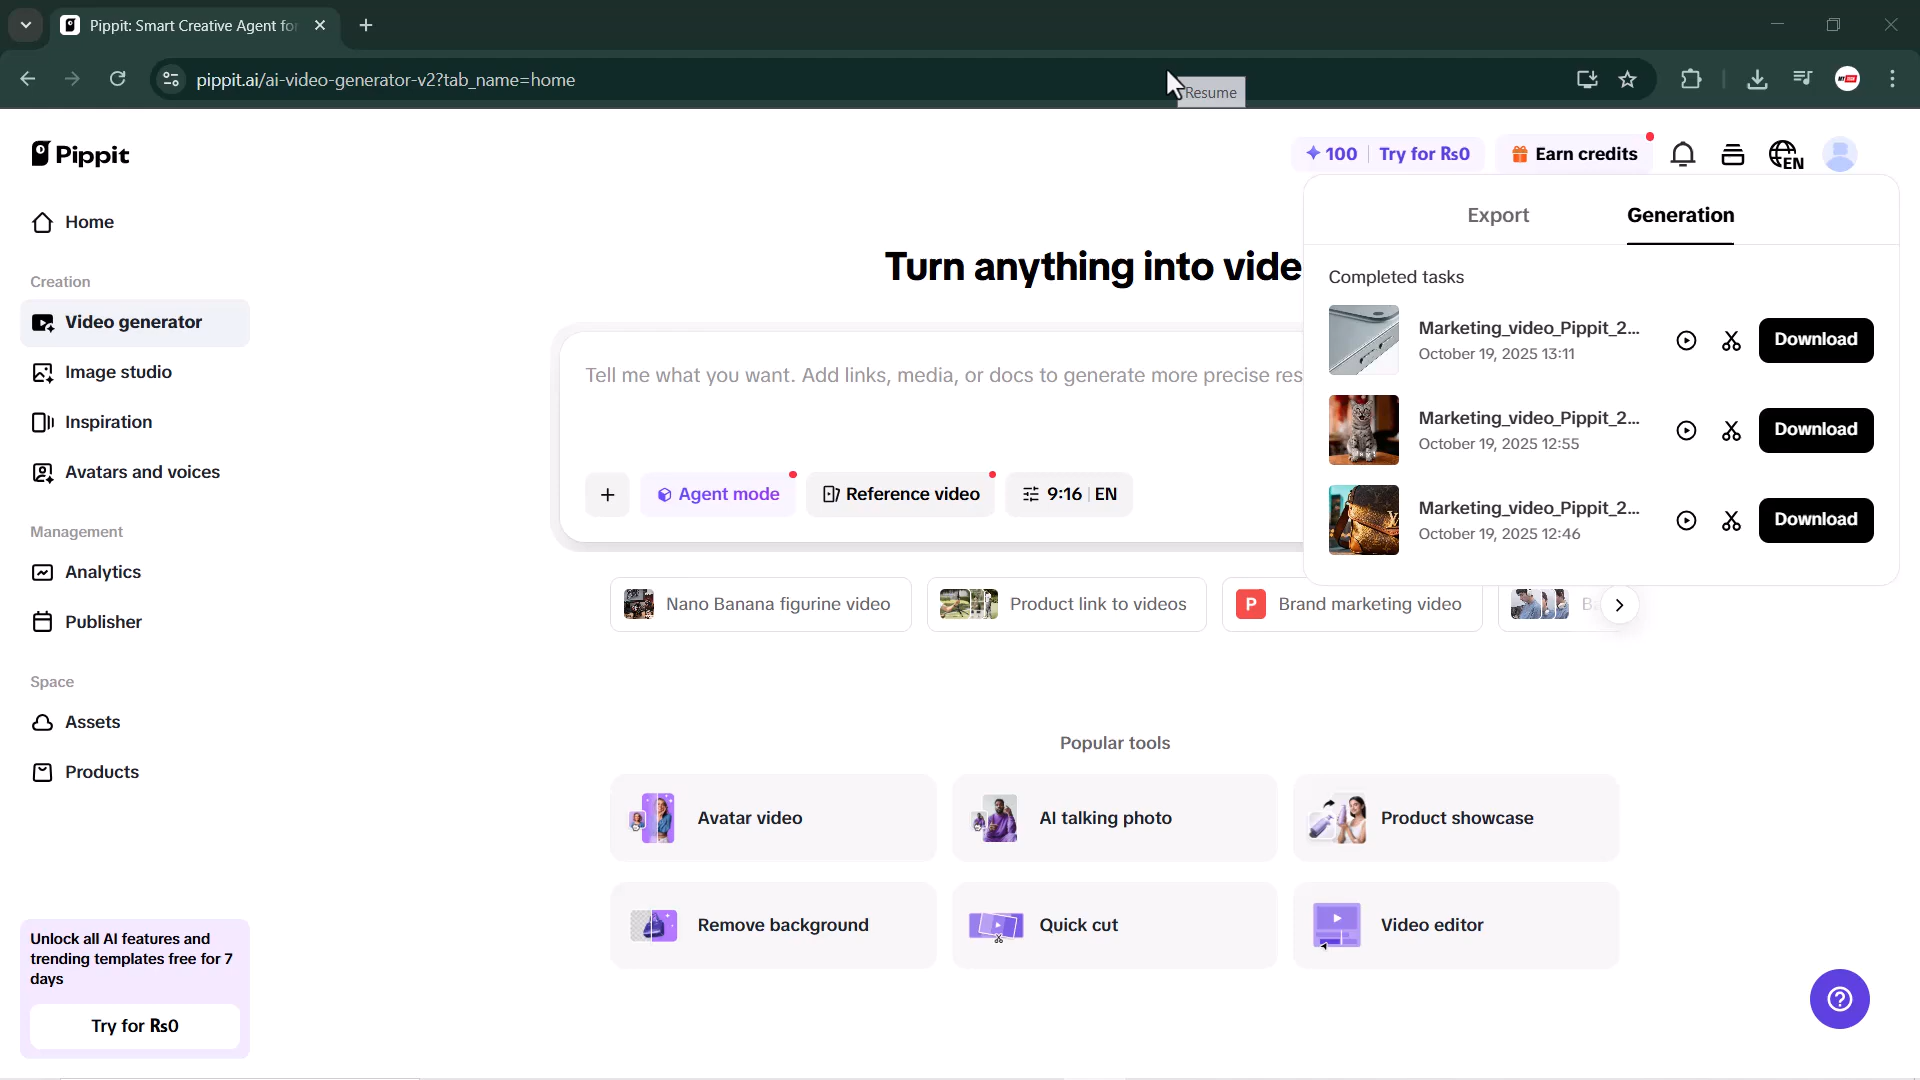 Pippit: Smart Creative Agent for
pippit.ai/ai-video-generator-v2?tab_name=home
Resume
Pippit
100
Try for Rs0
Earn credits
EN
Home
Creation
Video generator
Image studio
Inspiration
Avatars and voices
Management
Analytics
Publisher
Space
Assets
Products
Unlock all AI features and
trending templates free for 7
days
Try for Rs0
Turn anything into vide
Tell me what you want. Add links, media, or docs to generate more precise res
Agent mode
Reference video
9:16 | EN
Export
Generation
Completed tasks
Marketing_video_Pippit_2...
October 19, 2025 13:11
Download
Marketing_video_Pippit_2...
October 19, 2025 12:55
Download
Marketing_video_Pippit_2...
October 19, 2025 12:46
Download
Nano Banana figurine video
Product link to videos
P
Brand marketing video
Popular tools
Avatar video
AI talking photo
Product showcase
Remove background
Quick cut
Video editor